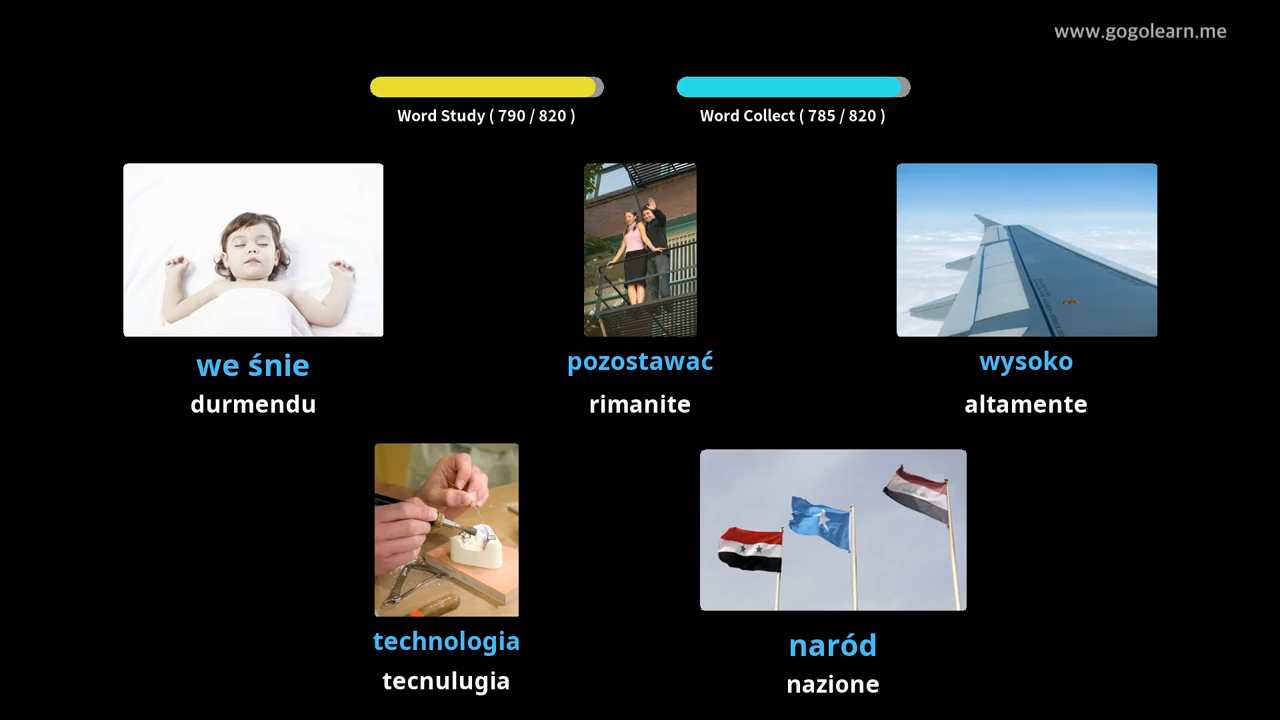 www.gogolearn.me
Word Study ( 790 / 820 )
Word Collect ( 785 / 820 )
we śnie
durmendu
pozostawać
rimanite
wysoko
altamente
technologia
tecnulugia
naród
nazione